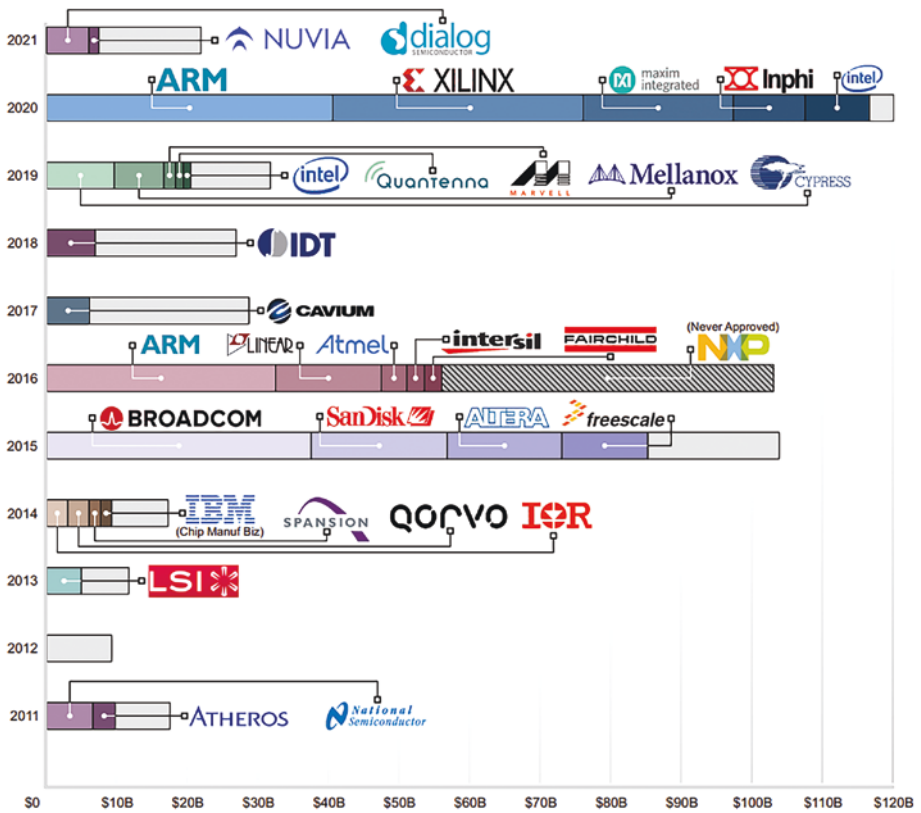 2021
NUVIA
dialog
SEMICONDUCTOR
ARM
XILINX
maxim
integrated
Inphi
intel
2020
2019
intel
Quantenna
MARVELL
Mellanox
CYPRESS
2018
IDT
2017
CAVIUM
ARM
LINEAR
Atmel
intersil
FAIRCHILD
(Never Approved)
NXP
2016
BROADCOM
SanDisk
ALTERA
freescale
2015
2014
IBM
(Chip Manuf Biz)
SPANSION
QORVO
IOR
2013
LSI
2012
2011
ATHEROS
National
Semiconductor
$0 $10B $20B $30B $40B $50B $60B $70B $80B $90B $100B $110B $120B